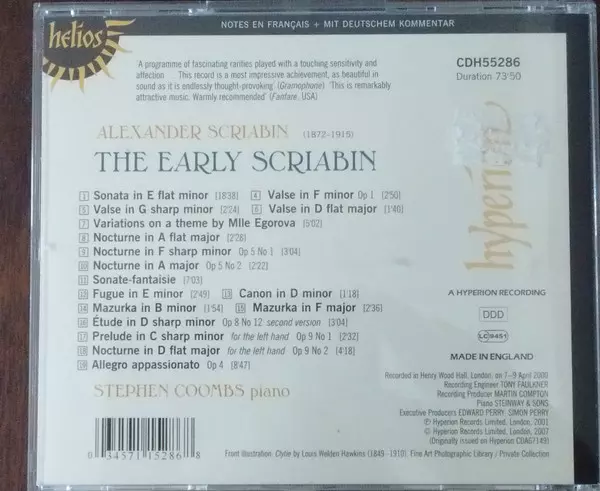 NOTES EN FRANÇAIS + MIT DEUTSCHEM KOMMENTAR
helios
'A programme of fascinating rarities played with a touching sensitivity and
affection This record is a most impressive achievement, as beautiful in
sound as it is endlessly thought-provoking' (Gramophone) 'This is remarkably
attractive music. Warmly recommended' (Fanfare, USA)
CDH55286
Duration 73'50
ALEXANDER SCRIABIN (1872–1915)
THE EARLY SCRIABIN
1 Sonata in E flat minor [18'38] 4 Valse in F minor Op 1 [2'50]
5 Valse in G sharp minor [2'24] 6 Valse in D flat major [1'40]
7 Variations on a theme by Mlle Egorova
8 Nocturne in A flat major [2'28]
9 Nocturne in F sharp minor Op 5 No 1 [3'04]
10 Nocturne in A major Op 5 No 2 [2'22]
11 Sonate-fantaisie [7'03]
12 Fugue in E minor [2'49] 13 Canon in D minor [1'18]
14 Mazurka in B minor [1'54] 15 Mazurka in F major [2'36]
16 Étude in D sharp minor Op 8 No 12 second version [3'04]
17 Prelude in C sharp minor for the left hand Op 9 No 1 [2'32]
18 Nocturne in D flat major for the left hand Op 9 No 2 [4'18]
19 Allegro appassionato Op 4 [8'47]
STEPHEN COOMBS piano
hyperion
A HYPERION RECORDING
DDD
LC 9451
MADE IN ENGLAND
Recorded in Henry Wood Hall, London, on 7–9 April 2000
Recording Engineer TONY FAULKNER
Recording Producer MARTIN COMPTON
Piano STEINWAY & SONS
Executive Producers EDWARD PERRY, SIMON PERRY
℗ Hyperion Records Limited, London, 2001
© Hyperion Records Limited, London, 2007
(Originally issued on Hyperion CDA67149)
0 34571 15286 8
Front illustration: Clytie by Louis Welden Hawkins (1849–1910). Fine Art Photographic Library / Private Collection